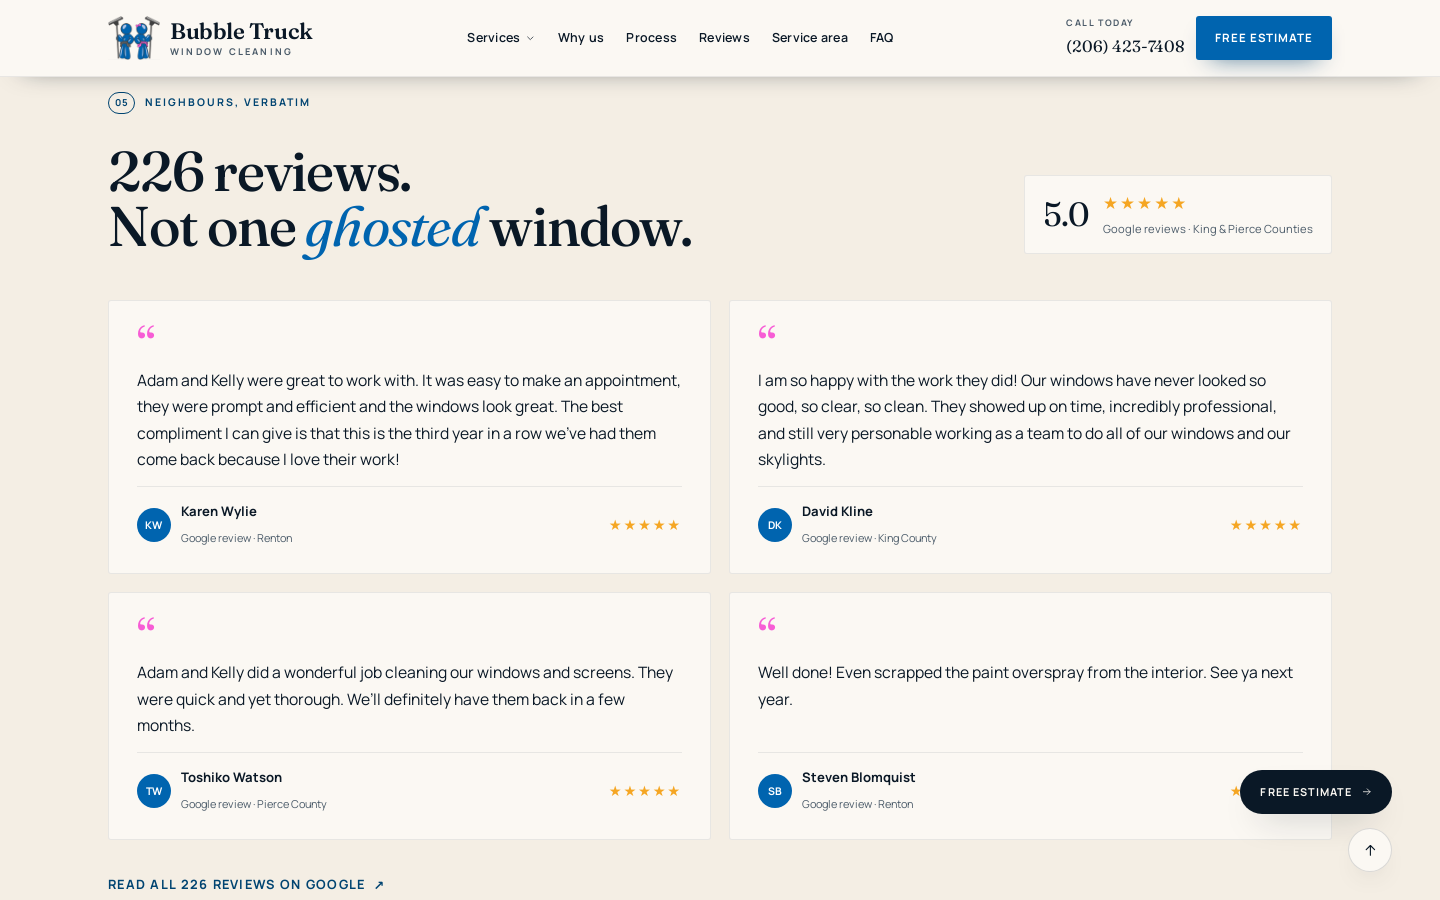 Bubble Truck
WINDOW CLEANING
Services
Why us
Process
Reviews
Service area
FAQ
CALL TODAY
(206) 423-7408
FREE ESTIMATE
05
NEIGHBOURS, VERBATIM
226 reviews.
Not one ghosted window.
5.0
★★★★★
Google reviews · King & Pierce Counties
“
Adam and Kelly were great to work with. It was easy to make an appointment,
they were prompt and efficient and the windows look great. The best
compliment I can give is that this is the third year in a row we’ve had them
come back because I love their work!
KW
Karen Wylie
Google review · Renton
★★★★★
“
I am so happy with the work they did! Our windows have never looked so
good, so clear, so clean. They showed up on time, incredibly professional,
and still very personable working as a team to do all of our windows and our
skylights.
DK
David Kline
Google review · King County
★★★★★
“
Adam and Kelly did a wonderful job cleaning our windows and screens. They
were quick and yet thorough. We’ll definitely have them back in a few
months.
TW
Toshiko Watson
Google review · Pierce County
★★★★★
“
Well done! Even scrapped the paint overspray from the interior. See ya next
year.
SB
Steven Blomquist
Google review · Renton
★
FREE ESTIMATE →
↑
READ ALL 226 REVIEWS ON GOOGLE ↗